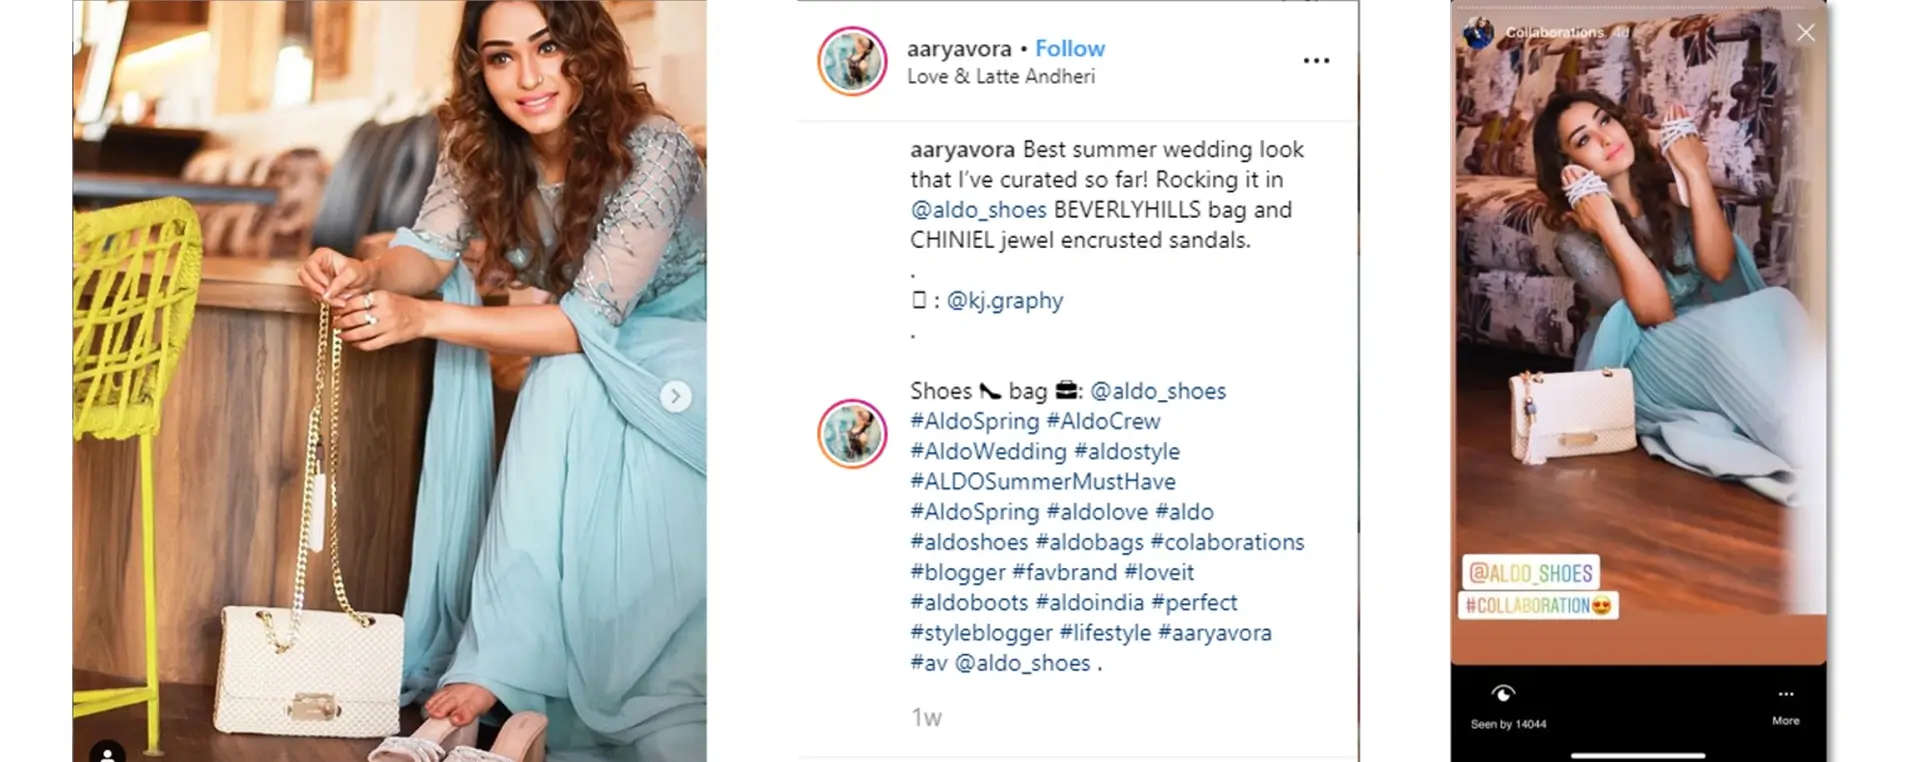 aaryavora • Follow
Love & Latte Andheri
aaryavora Best summer wedding look
that I've curated so far! Rocking it in
@aldo_shoes BEVERLYHILLS bag and
CHINIEL jewel encrusted sandals.
.
: @kj.graphy
.
Shoes 👠 bag 💼: @aldo_shoes
#AldoSpring #AldoCrew
#AldoWedding #aldostyle
#ALDOSummerMustHave
#AldoSpring #aldolove #aldo
#aldoshoes #aldobags #colaborations
#blogger #favbrand #loveit
#aldoboots #aldoindia #perfect
#styleblogger #lifestyle #aaryavora
#av @aldo_shoes .
1w
Collaborations 4d
@ALDO_SHOES
#COLLABORATION😍
Seen by 14044
More